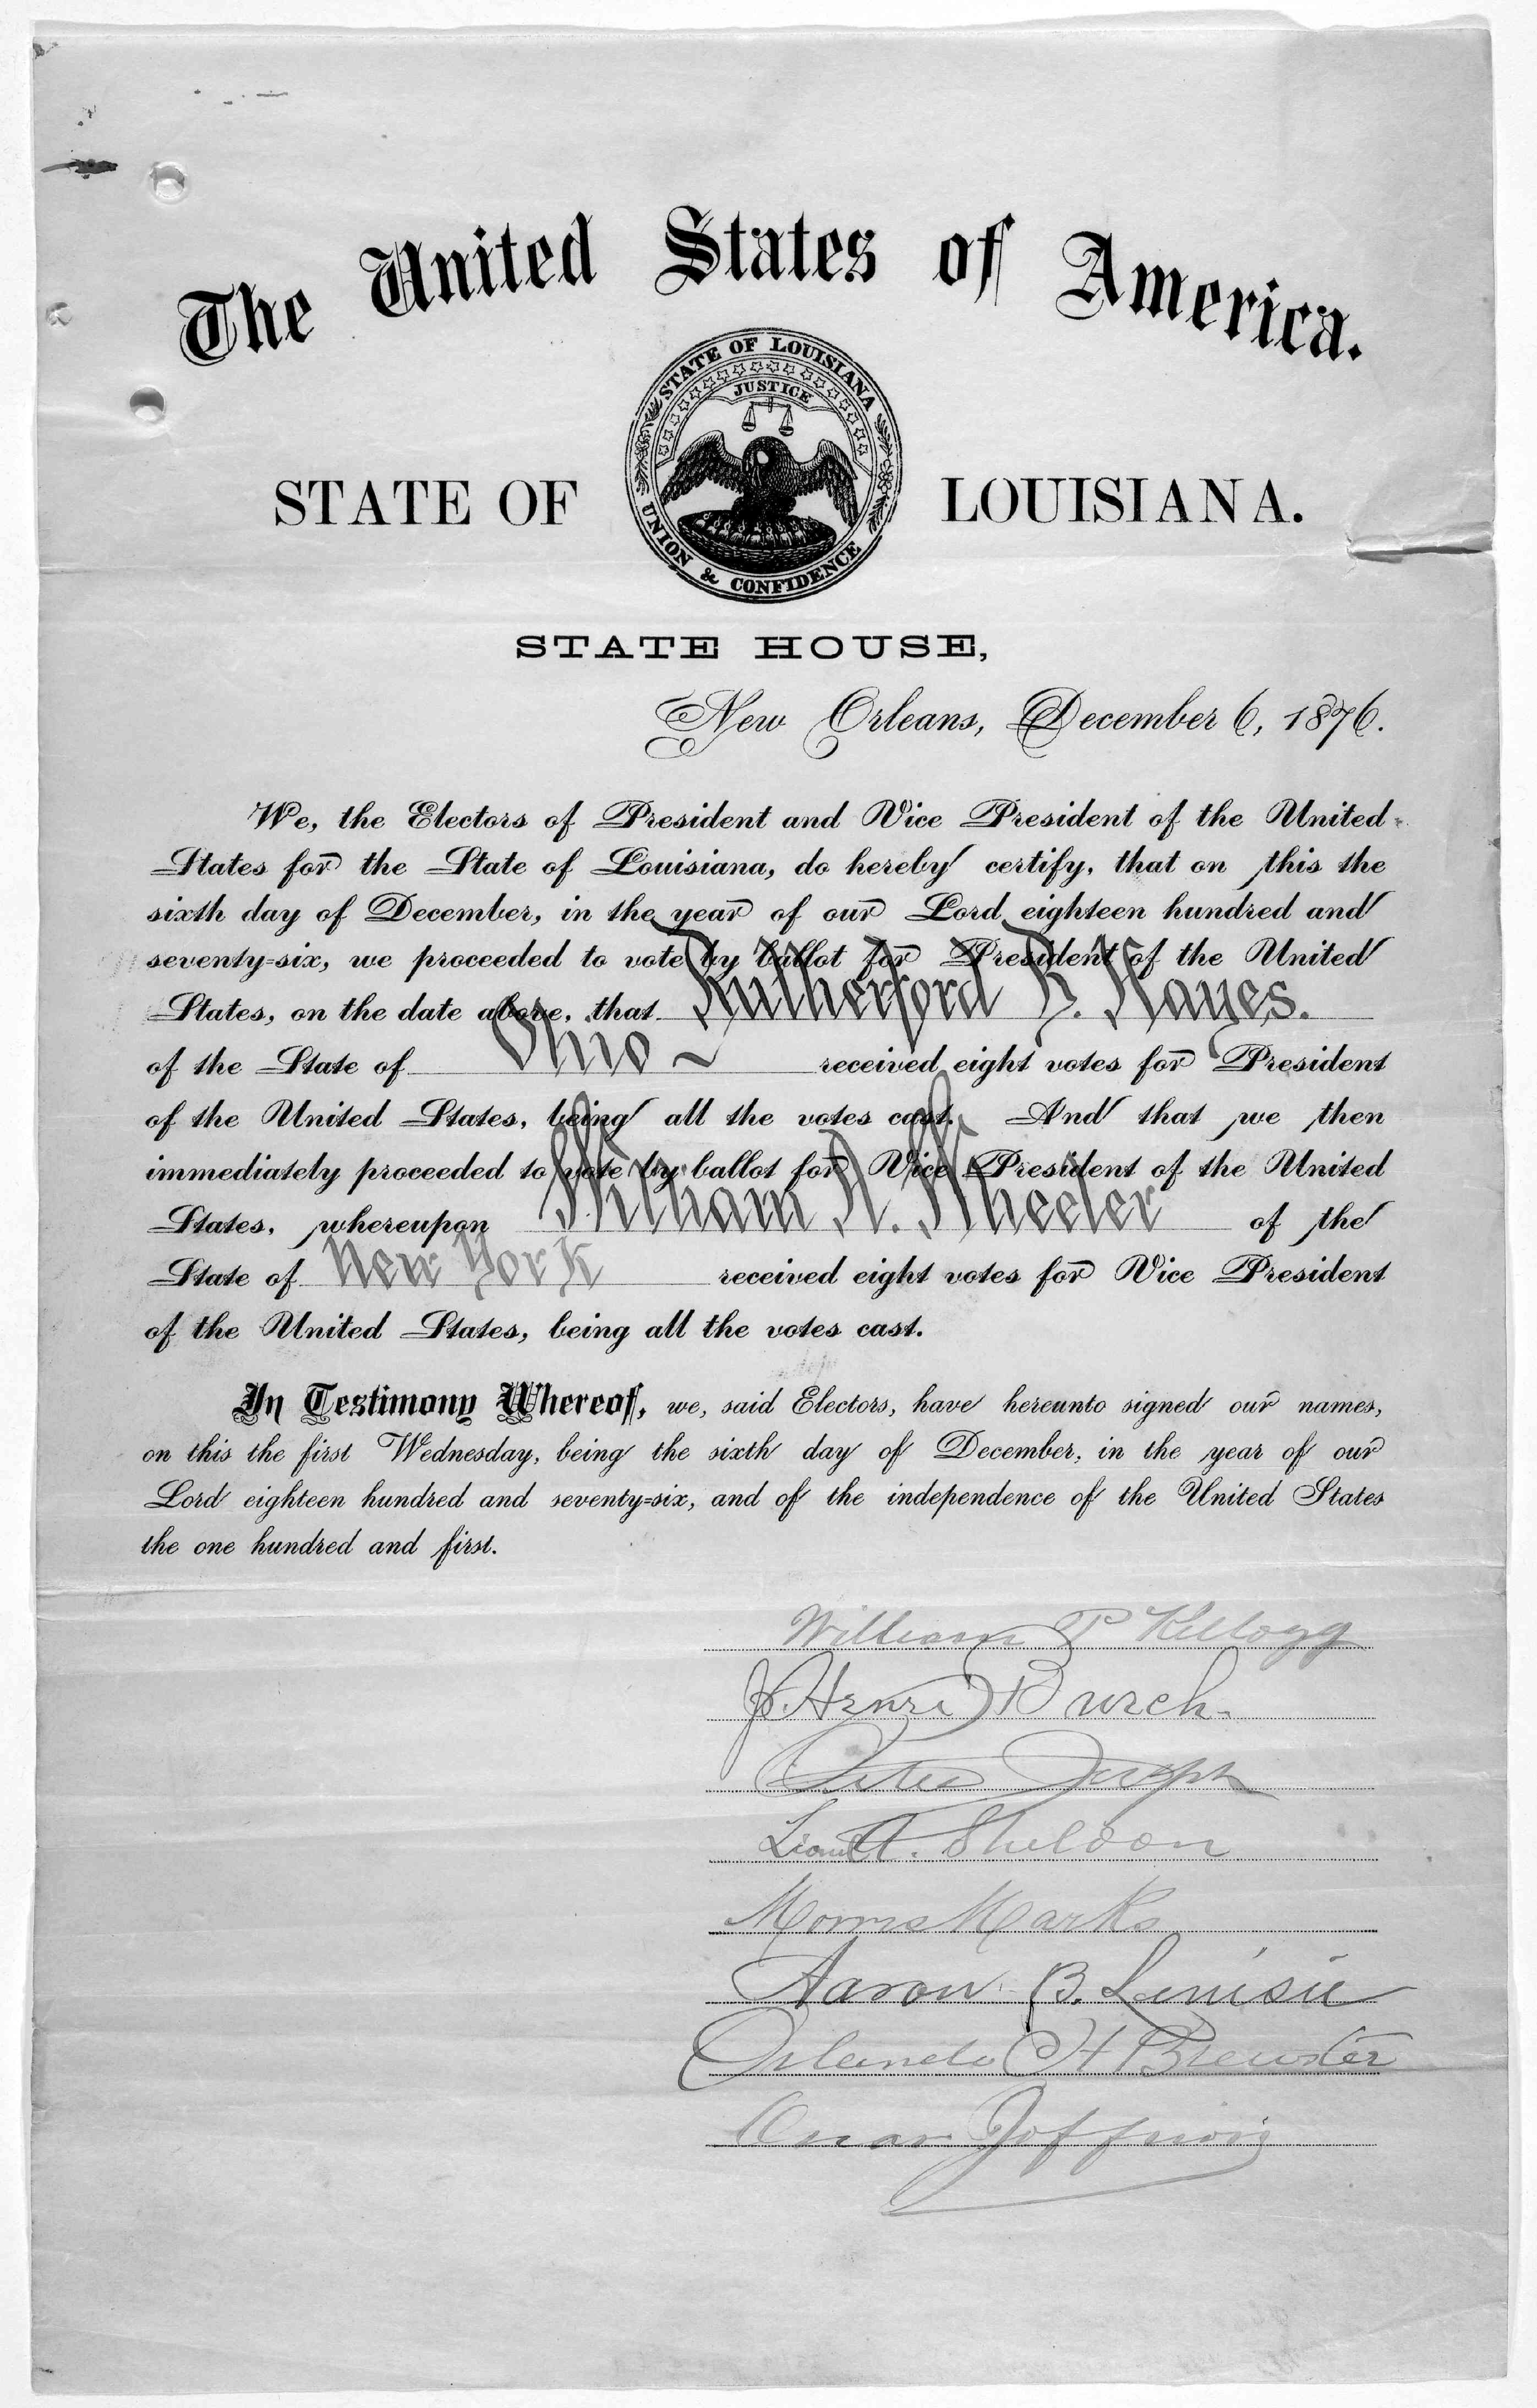 The United States of America.
STATE OF LOUISIANA
JUSTICE
UNION & CONFIDENCE
STATE OF LOUISIANA.
STATE HOUSE,
New Orleans, December 6, 1876.
We, the Electors of President and Vice President of the United
States for the State of Louisiana, do hereby certify, that on this the
sixth day of December, in the year of our Lord eighteen hundred and
seventy-six, we proceeded to vote by ballot for President of the United
States, on the date above, that Rutherford B. Hayes.
of the State of Ohio received eight votes for President
of the United States, being all the votes cast. And that we then
immediately proceeded to vote by ballot for Vice President of the United
States, whereupon William A. Wheeler of the
State of New York received eight votes for Vice President
of the United States, being all the votes cast.
In Testimony Whereof, we, said Electors, have hereunto signed our names,
on this the first Wednesday, being the sixth day of December, in the year of our
Lord eighteen hundred and seventy-six, and of the independence of the United States
the one hundred and first.
William P Kellogg
J. Henri Burch.
Peter Joseph
Lionel A. Sheldon
Morris Marks
Aaron B. Levisee
Orlando H Brewster
Oscar Joffrion